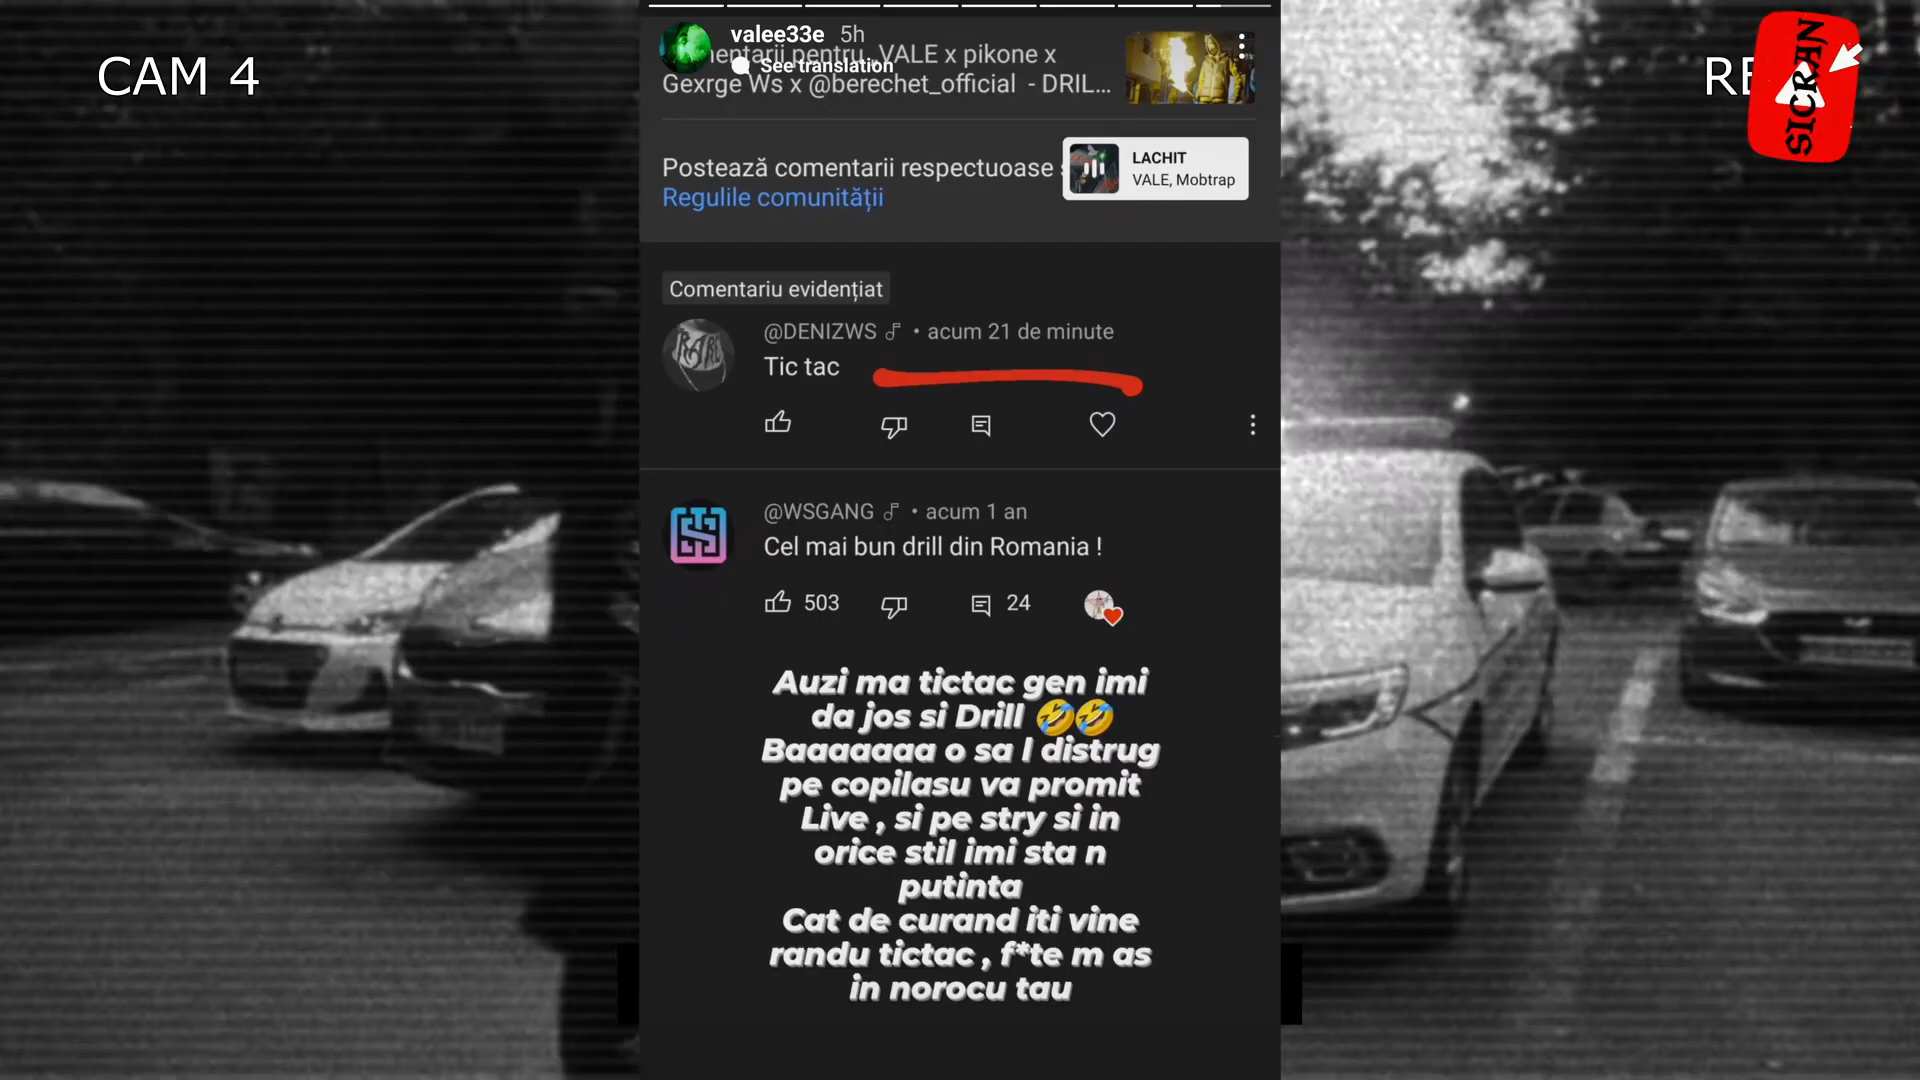 CAM 4
RE
SICRAN
valee33e 5h
mentarii pentru „VALE x pikone x
See translation
Gexrge Ws x @berechet_official - DRIL...
Postează comentarii respectuoase
Regulile comunității
LACHIT
VALE, Mobtrap
Comentariu evidențiat
@DENIZWS • acum 21 de minute
Tic tac
@WSGANG • acum 1 an
Cel mai bun drill din Romania !
503 24
Auzi ma tictac gen imi
da jos si Drill 🤣🤣
Baaaaaaa o sa l distrug
pe copilasu va promit
Live , si pe stry si in
orice stil imi sta n
putinta
Cat de curand iti vine
randu tictac , f*te m as
in norocu tau